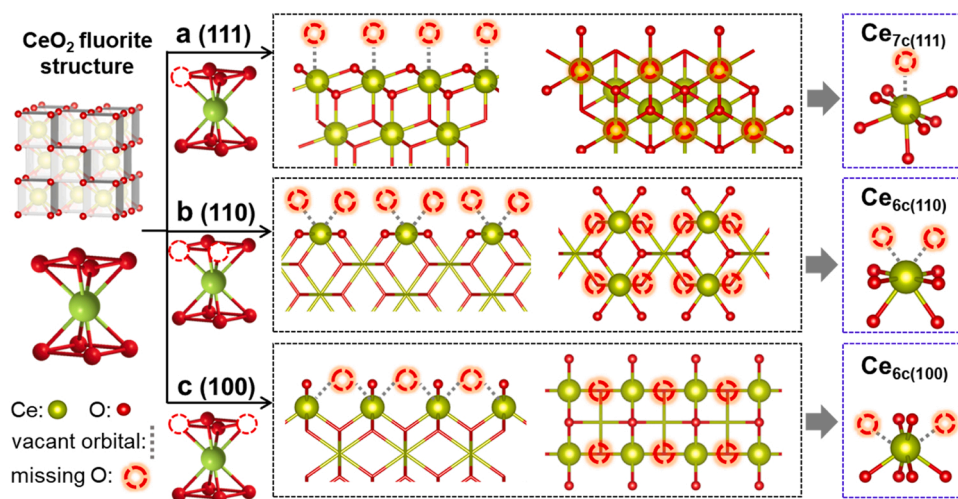 CeO2 fluorite
structure
a (111)
Ce7c(111)
b (110)
Ce6c(110)
c (100)
Ce6c(100)
Ce: O:
vacant orbital:
missing O: